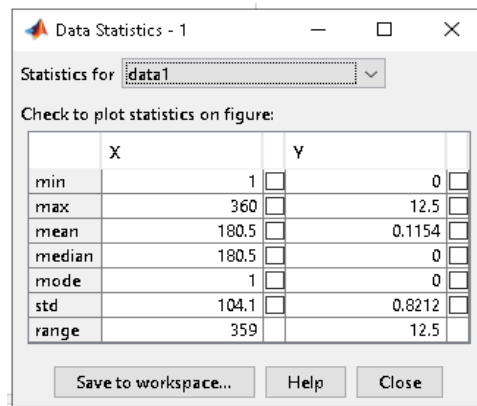 Data Statistics - 1
Statistics for data1
Check to plot statistics on figure:
X Y
min 1 0
max 360 12.5
mean 180.5 0.1154
median 180.5 0
mode 1 0
std 104.1 0.8212
range 359 12.5
Save to workspace... Help Close